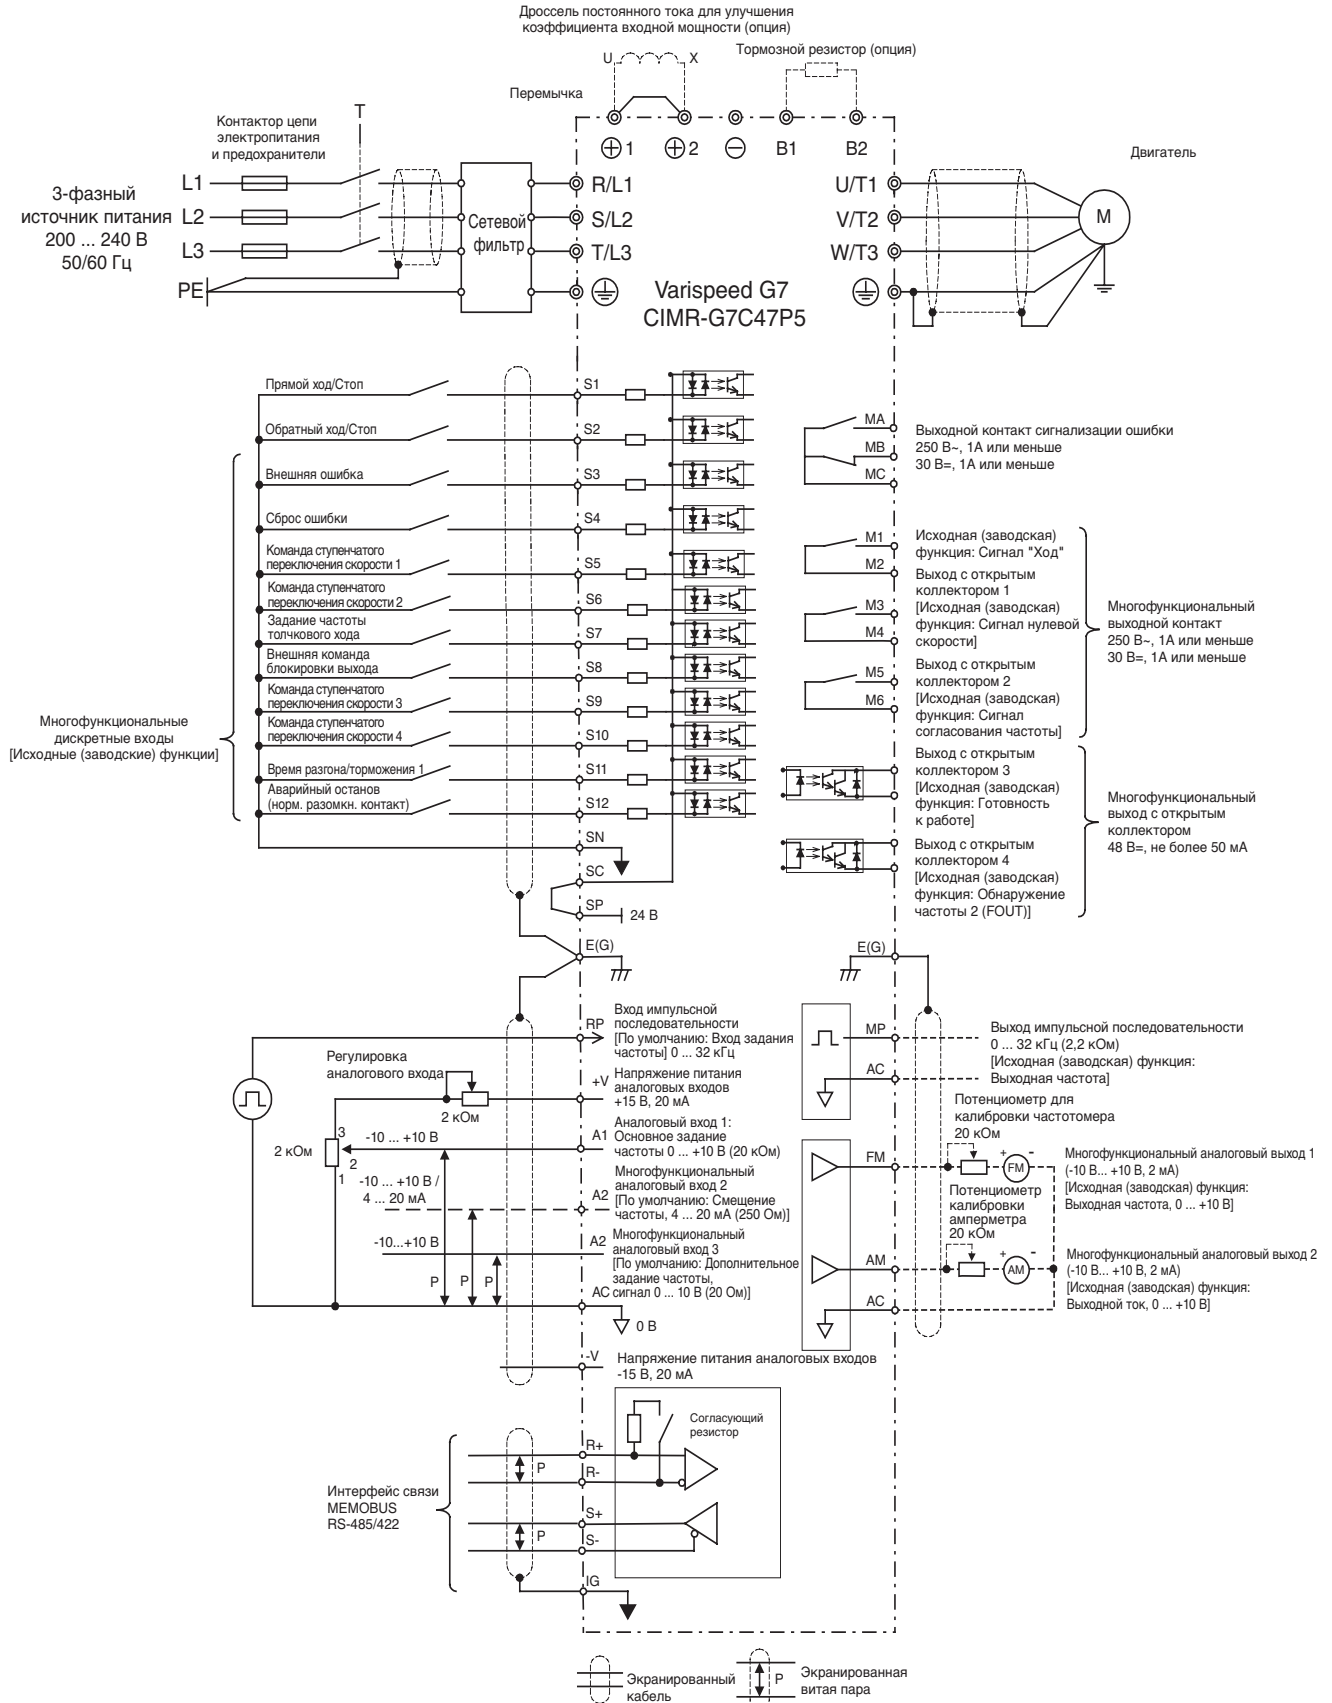 Дроссель постоянного тока для улучшения
коэффициента входной мощности (опция)
Тормозной резистор (опция)
U
X
Перемычка
Контактор цепи
электропитания
и предохранители
T
1
2
B1
B2
Двигатель
3-фазный
источник питания
200 ... 240 В
50/60 Гц
L1
L2
L3
PE
Сетевой
фильтр
R/L1
S/L2
T/L3
U/T1
V/T2
W/T3
M
Varispeed G7
CIMR-G7C47P5
Прямой ход/Стоп
S1
Обратный ход/Стоп
S2
Внешняя ошибка
S3
Сброс ошибки
S4
Команда ступенчатого
переключения скорости 1
S5
Команда ступенчатого
переключения скорости 2
S6
Задание частоты
толчкового хода
S7
Внешняя команда
блокировки выхода
S8
Команда ступенчатого
переключения скорости 3
S9
Команда ступенчатого
переключения скорости 4
S10
Время разгона/торможения 1
S11
Аварийный останов
(норм. разомкн. контакт)
S12
SN
SC
SP
24 В
E(G)
Многофункциональные
дискретные входы
[Исходные (заводские) функции]
MA
MB
MC
Выходной контакт сигнализации ошибки
250 В~, 1А или меньше
30 В=, 1А или меньше
M1
M2
M3
M4
M5
M6
Исходная (заводская)
функция: Сигнал "Ход"
Выход с открытым
коллектором 1
[Исходная (заводская)
функция: Сигнал нулевой
скорости]
Выход с открытым
коллектором 2
[Исходная (заводская)
функция: Сигнал
согласования частоты]
Многофункциональный
выходной контакт
250 В~, 1А или меньше
30 В=, 1А или меньше
Выход с открытым
коллектором 3
[Исходная (заводская)
функция: Готовность
к работе]
Выход с открытым
коллектором 4
[Исходная (заводская)
функция: Обнаружение
частоты 2 (FOUT)]
Многофункциональный
выход с открытым
коллектором
48 В=, не более 50 мА
E(G)
RP
Вход импульсной
последовательности
[По умолчанию: Вход задания
частоты] 0 ... 32 кГц
Регулировка
аналогового входа
+V
Напряжение питания
аналоговых входов
+15 В, 20 мА
2 кОм
2 кОм
3
2
1
-10 ... +10 В
A1
Аналоговый вход 1:
Основное задание
частоты 0 ... +10 В (20 кОм)
-10 ... +10 В /
4 ... 20 мА
A2
Многофункциональный
аналоговый вход 2
[По умолчанию: Смещение
частоты, 4 ... 20 мА (250 Ом)]
-10...+10 В
A2
Многофункциональный
аналоговый вход 3
[По умолчанию: Дополнительное
задание частоты,
AC сигнал 0 ... 10 В (20 Ом)]
P
P
P
0 В
-V
Напряжение питания аналоговых входов
-15 В, 20 мА
MP
Выход импульсной последовательности
0 ... 32 кГц (2,2 кОм)
[Исходная (заводская) функция:
Выходная частота]
AC
Потенциометр для
калибровки частотомера
20 кОм
FM
+
-
FM
Многофункциональный аналоговый выход 1
(-10 В... +10 В, 2 мА)
[Исходная (заводская) функция:
Выходная частота, 0 ... +10 В]
Потенциометр
калибровки
амперметра
20 кОм
AM
+
-
AM
Многофункциональный аналоговый выход 2
(-10 В... +10 В, 2 мА)
[Исходная (заводская) функция:
Выходной ток, 0 ... +10 В]
AC
Согласующий
резистор
R+
R-
P
S+
S-
P
IG
Интерфейс связи
MEMOBUS
RS-485/422
Экранированный
кабель
P
Экранированная
витая пара